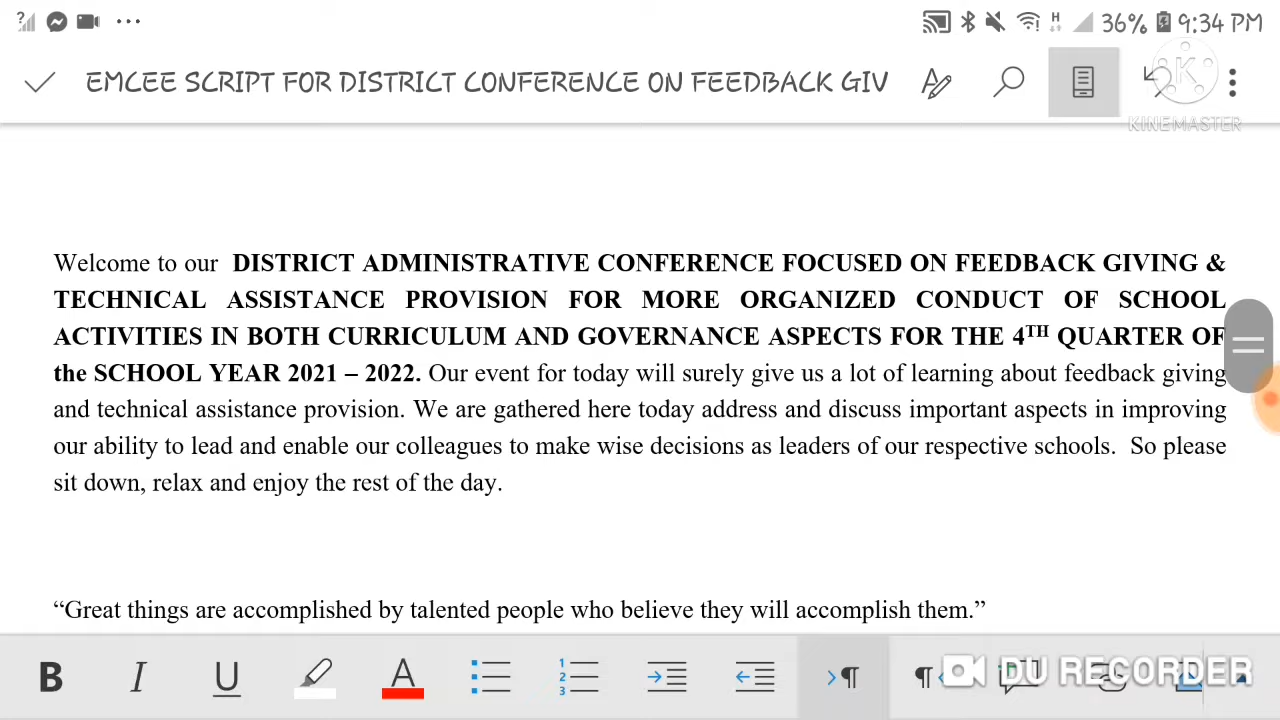 36% 9:34 PM
EMCEE SCRIPT FOR DISTRICT CONFERENCE ON FEEDBACK GIV
K
KINEMASTER
Welcome to our DISTRICT ADMINISTRATIVE CONFERENCE FOCUSED ON FEEDBACK GIVING &
TECHNICAL ASSISTANCE PROVISION FOR MORE ORGANIZED CONDUCT OF SCHOOL
ACTIVITIES IN BOTH CURRICULUM AND GOVERNANCE ASPECTS FOR THE 4TH QUARTER OF
the SCHOOL YEAR 2021 – 2022. Our event for today will surely give us a lot of learning about feedback giving
and technical assistance provision. We are gathered here today address and discuss important aspects in improving
our ability to lead and enable our colleagues to make wise decisions as leaders of our respective schools. So please
sit down, relax and enjoy the rest of the day.
“Great things are accomplished by talented people who believe they will accomplish them.”
B I U A
DU RECORDER